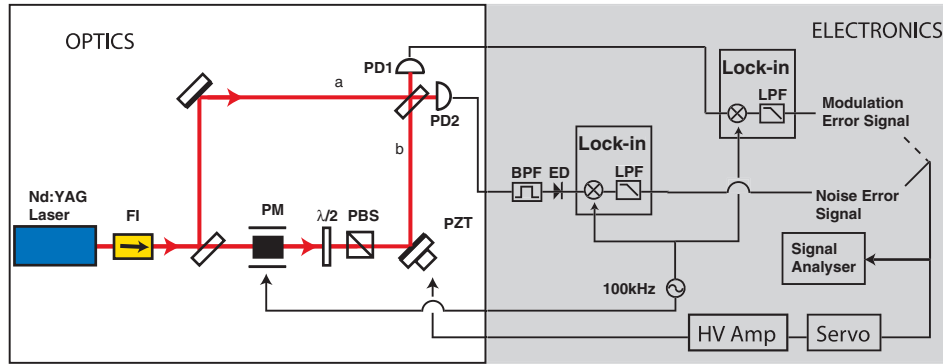 OPTICS
ELECTRONICS
PD1
a
PD2
b
Lock-in
LPF
Modulation
Error Signal
Lock-in
BPF
ED
LPF
Noise Error
Signal
Nd:YAG
Laser
FI
PM
λ/2
PBS
PZT
Signal
Analyser
100kHz
HV Amp
Servo